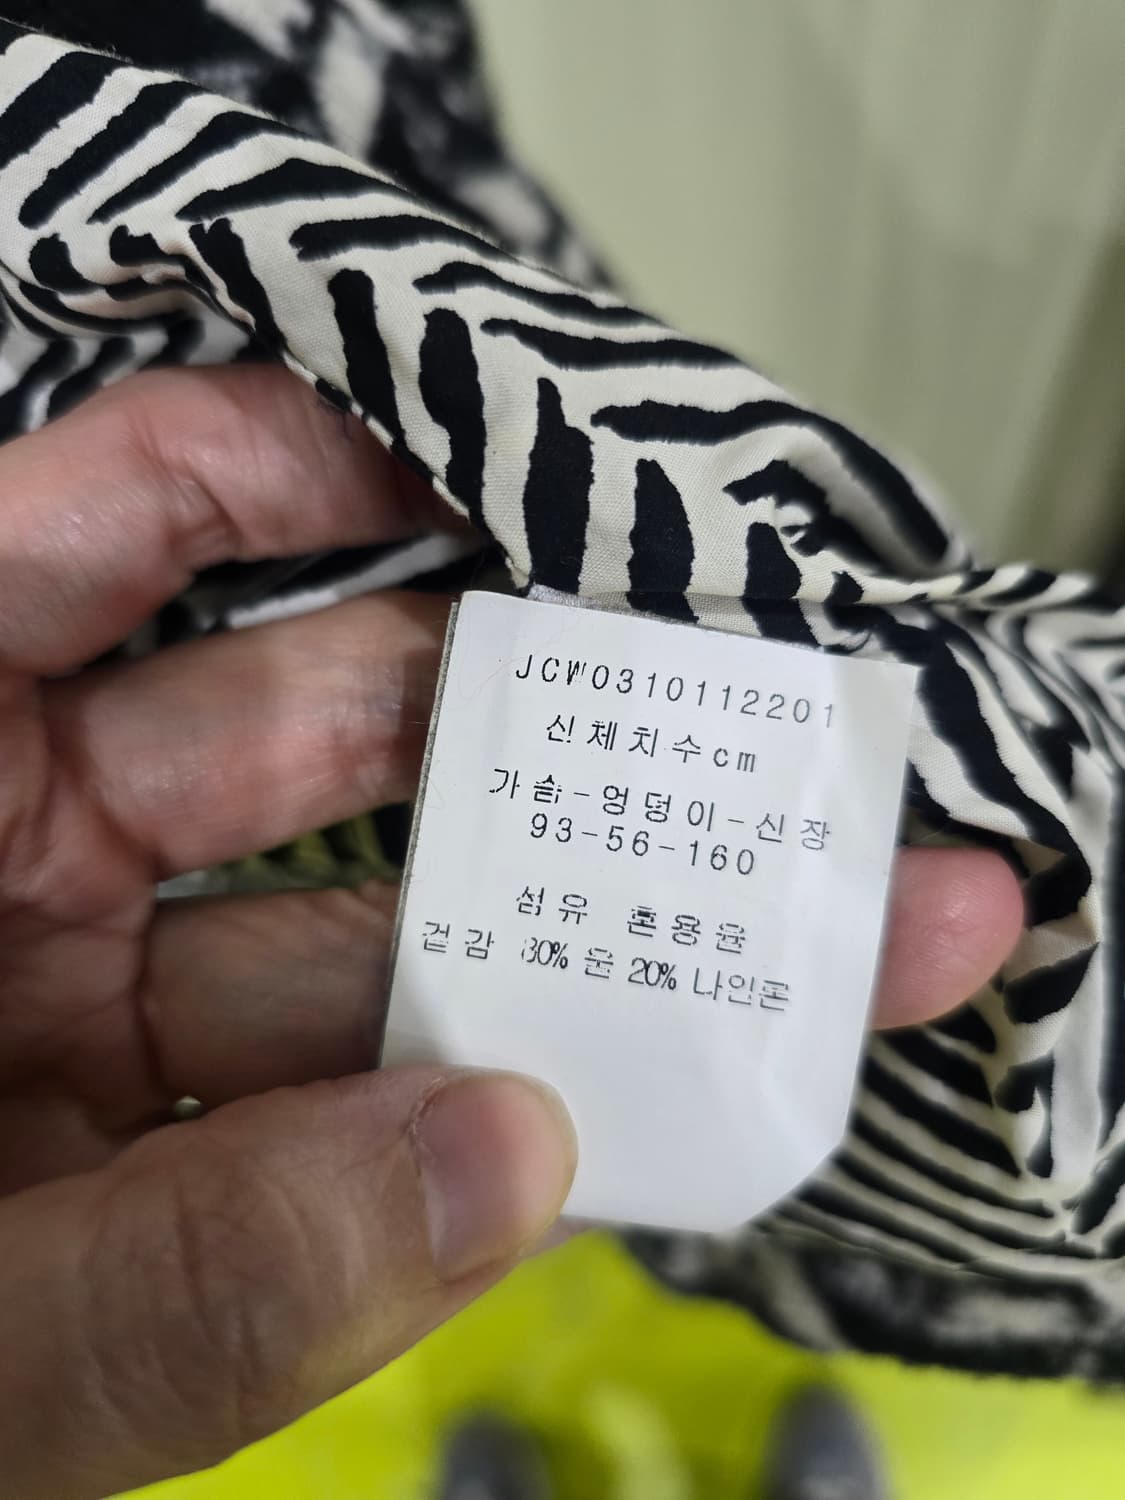 JCW0310112201
신체치수cm
가슴-엉덩이-신장
93-56-160
섬유 혼용율
겉감 80% 울 20% 나인론